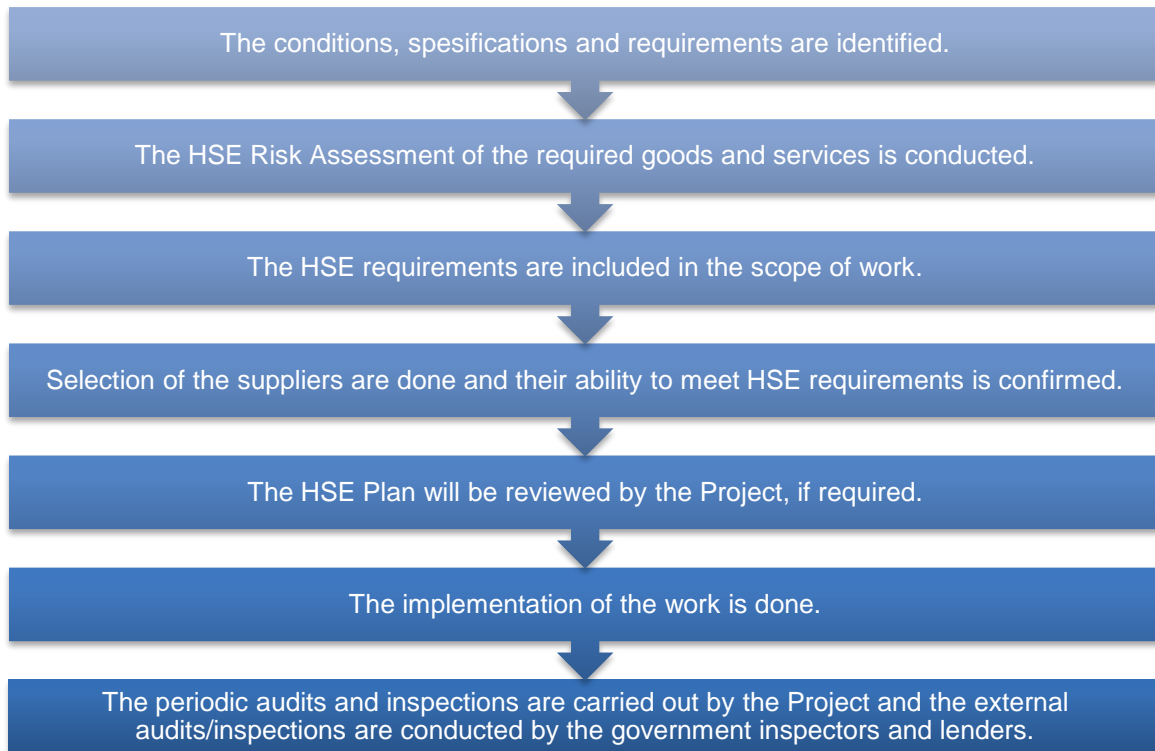 The conditions, spesifications and requirements are identified.
The HSE Risk Assessment of the required goods and services is conducted.
The HSE requirements are included in the scope of work.
Selection of the suppliers are done and their ability to meet HSE requirements is confirmed.
The HSE Plan will be reviewed by the Project, if required.
The implementation of the work is done.
The periodic audits and inspections are carried out by the Project and the external
audits/inspections are conducted by the government inspectors and lenders.